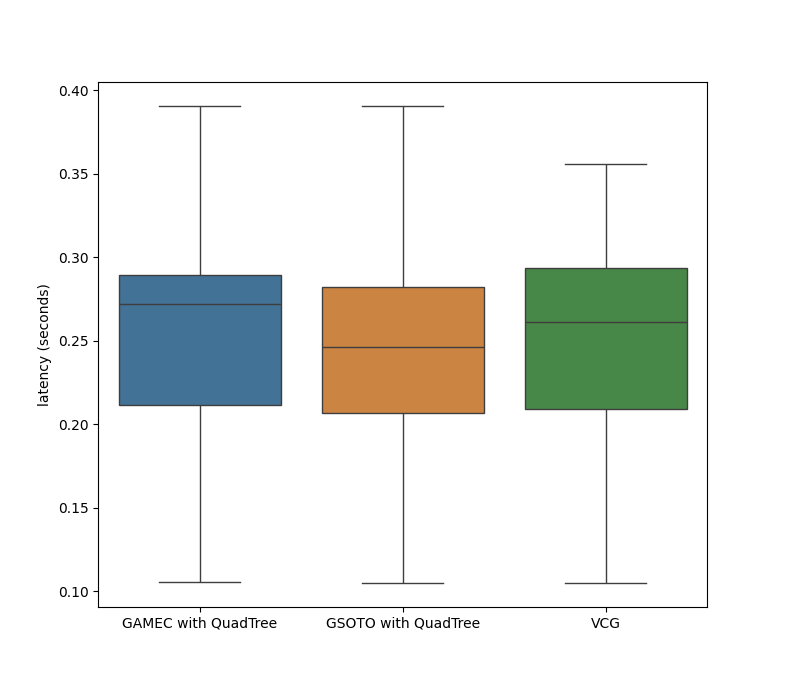 latency (seconds)
0.40
0.35
0.30
0.25
0.20
0.15
0.10
GAMEC with QuadTree
GSOTO with QuadTree
VCG